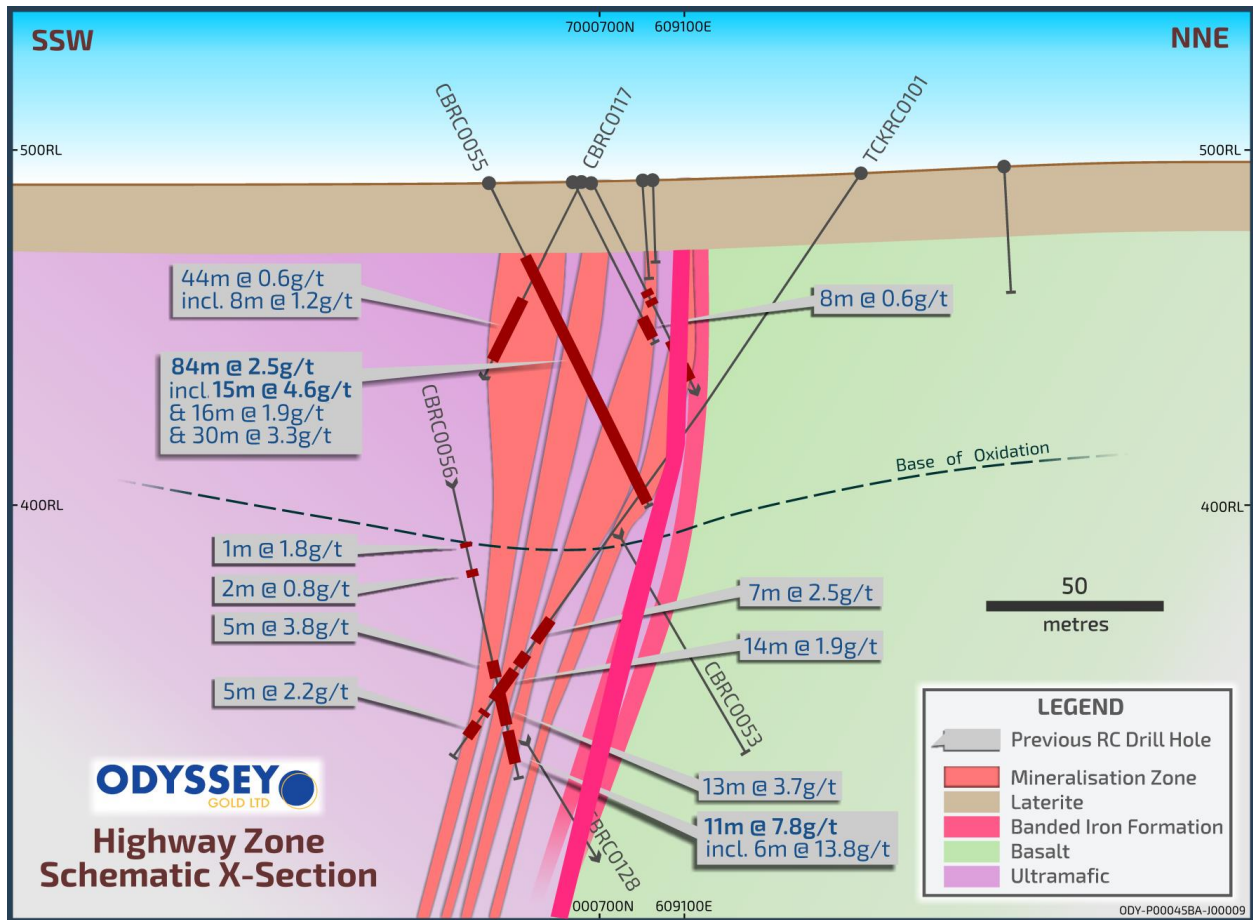 SSW
7000700N 609100E
NNE
CBRC0055
CBRC0117
TCKRC0101
500RL
500RL
44m @ 0.6g/t
incl. 8m @ 1.2g/t
8m @ 0.6g/t
84m @ 2.5g/t
incl. 15m @ 4.6g/t
& 16m @ 1.9g/t
& 30m @ 3.3g/t
CBRC0056
Base of Oxidation
400RL
400RL
1m @ 1.8g/t
2m @ 0.8g/t
7m @ 2.5g/t
50
metres
5m @ 3.8g/t
14m @ 1.9g/t
CBRC0053
5m @ 2.2g/t
13m @ 3.7g/t
11m @ 7.8g/t
incl. 6m @ 13.8g/t
CBRC0128
ODYSSEY
GOLD LTD
Highway Zone
Schematic X-Section
LEGEND
Previous RC Drill Hole
Mineralisation Zone
Laterite
Banded Iron Formation
Basalt
Ultramafic
000700N 609100E
ODY-P00045BA-J00009